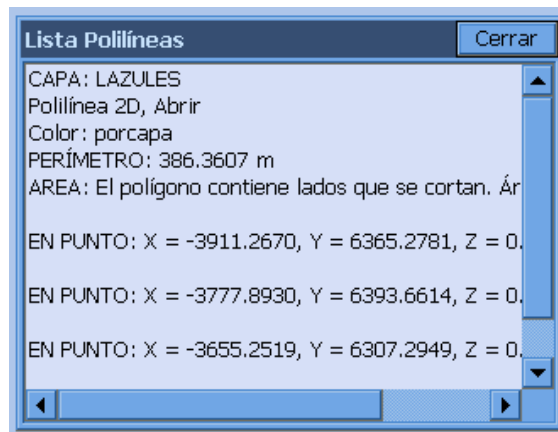 Lista Polilíneas
Cerrar
CAPA: LAZULES
Polilínea 2D, Abrir
Color: porcapa
PERÍMETRO: 386.3607 m
AREA: El polígono contiene lados que se cortan. Ár
EN PUNTO: X = -3911.2670, Y = 6365.2781, Z = 0.
EN PUNTO: X = -3777.8930, Y = 6393.6614, Z = 0.
EN PUNTO: X = -3655.2519, Y = 6307.2949, Z = 0.